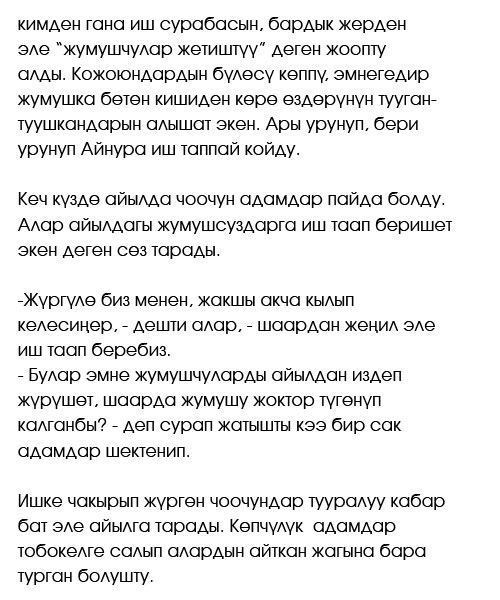 кимден гана иш сурабасын, бардык жерден
эле “жумушчулар жетиштүү” деген жоопту
алды. Кожоюндардын бүлөсү көппү, эмнегедир
жумушка бөтөн кишиден көрө өздөрүнүн тууган-
туушкандарын алышат экен. Ары урунуп, бери
урунуп Айнура иш таппай койду.
Кеч күздө айылда чоочун адамдар пайда болду.
Алар айылдагы жумушсуздарга иш таап беришет
экен деген сөз тарады.
-Жүргүлө биз менен, жакшы акча кылып
келесиңер, - дешти алар, - шаардан жеңил эле
иш таап беребиз.
- Булар эмне жумушчуларды айылдан издеп
жүрүшөт, шаарда жумушу жоктор түгөнүп
калганбы? - деп сурап жатышты кээ бир сак
адамдар шектенип.
Ишке чакырып жүргөн чоочундар тууралуу кабар
бат эле айылга тарады. Көпчүлүк  адамдар
тобокелге салып алардын айткан жагына бара
турган болушту.